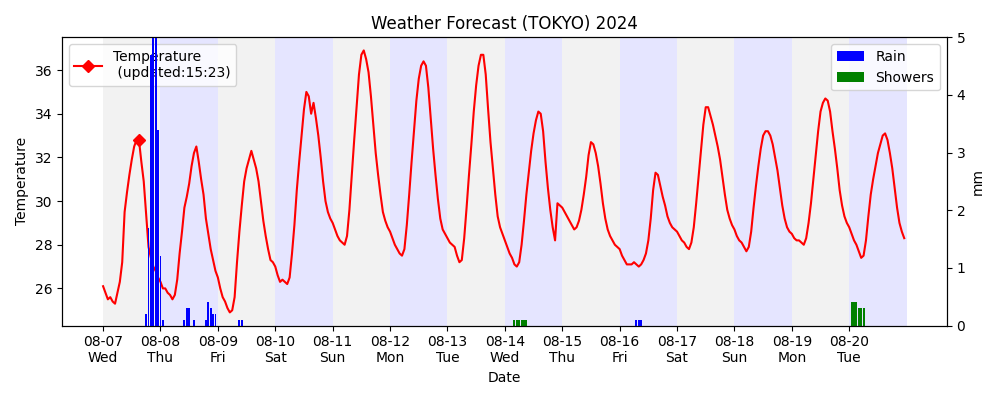 Weather Forecast (TOKYO) 2024
Temperature
(updated:15:23)
Rain
Showers
Temperature
36
34
32
30
28
26
5
4
3
2
1
0
mm
08-07 08-08 08-09 08-10 08-11 08-12 08-13 08-14 08-15 08-16 08-17 08-18 08-19 08-20
Wed Thu Fri Sat Sun Mon Tue Wed Thu Fri Sat Sun Mon Tue
Date